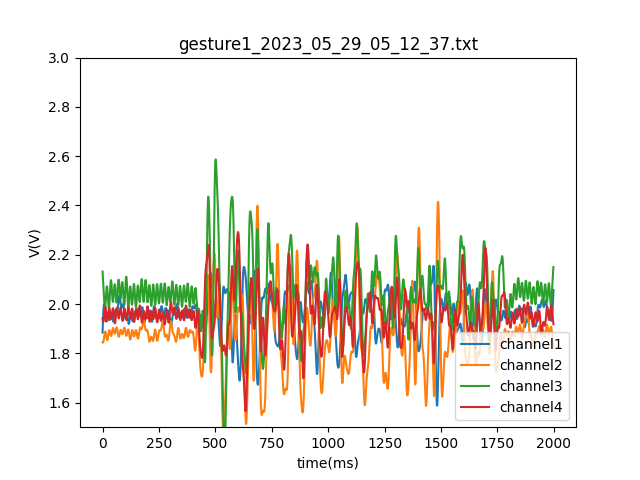 gesture1_2023_05_29_05_12_37.txt
3.0
2.8
2.6
2.4
2.2
2.0
1.8
1.6
V(V)
channel1
channel2
channel3
channel4
0 250 500 750 1000 1250 1500 1750 2000
time(ms)